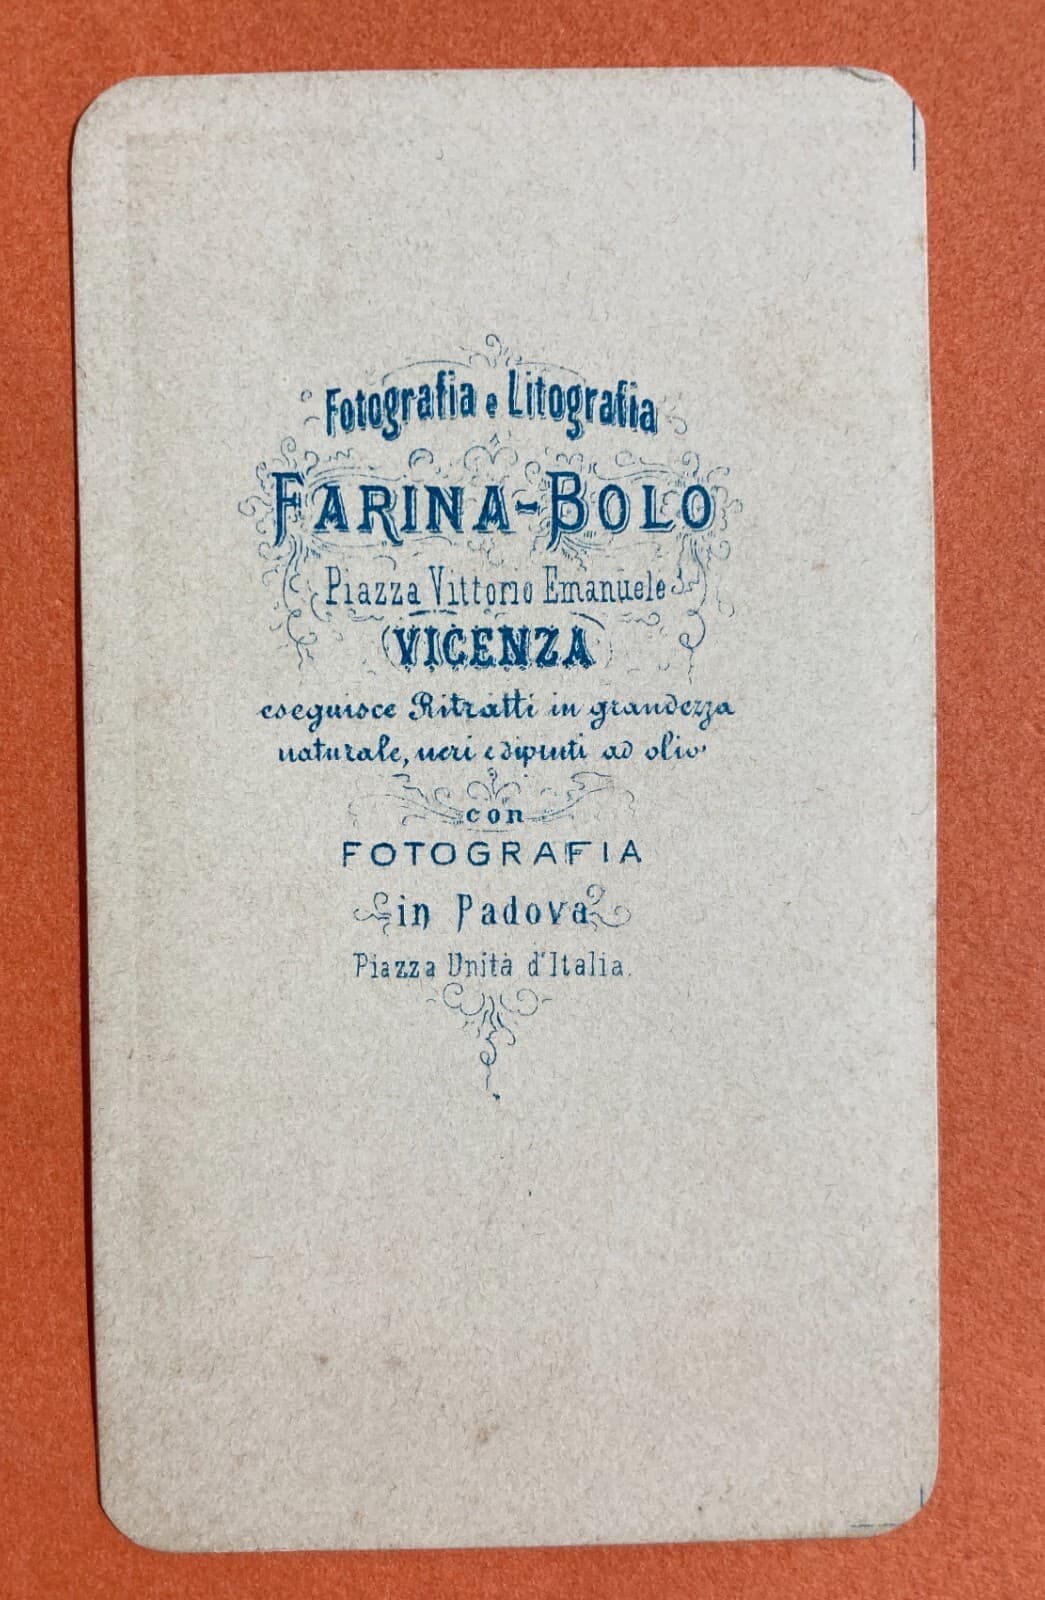 Fotografia e Litografia
FARINA-BOLO
Piazza Vittorio Emanuele
VICENZA
eseguisce Ritratti in grandezza
naturale, neri e dipinti ad olio
con
FOTOGRAFIA
in Padova
Piazza Unità d'Italia.